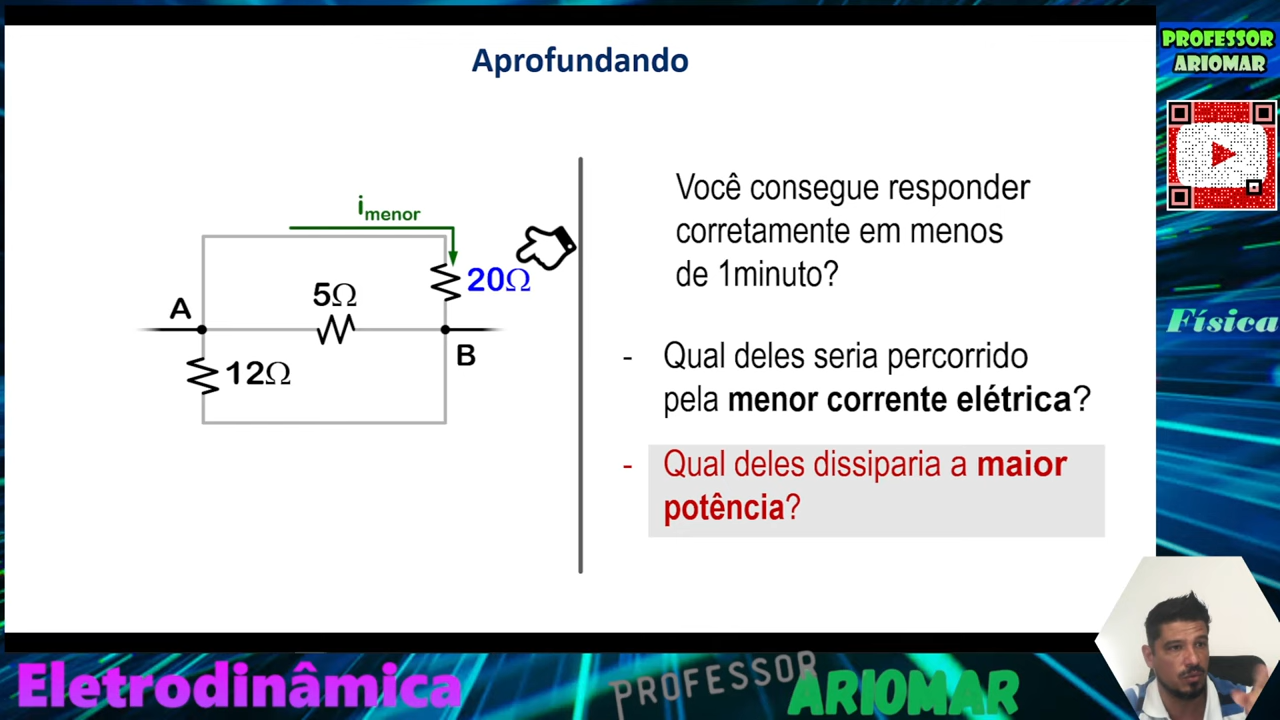 Aprofundando
PROFESSOR
ARIOMAR
imenor
20Ω
5Ω
A
B
12Ω
Você consegue responder
corretamente em menos
de 1minuto?
- Qual deles seria percorrido
pela menor corrente elétrica?
- Qual deles dissiparia a maior
potência?
Física
Eletrodinâmica
PROFESSOR
ARIOMAR